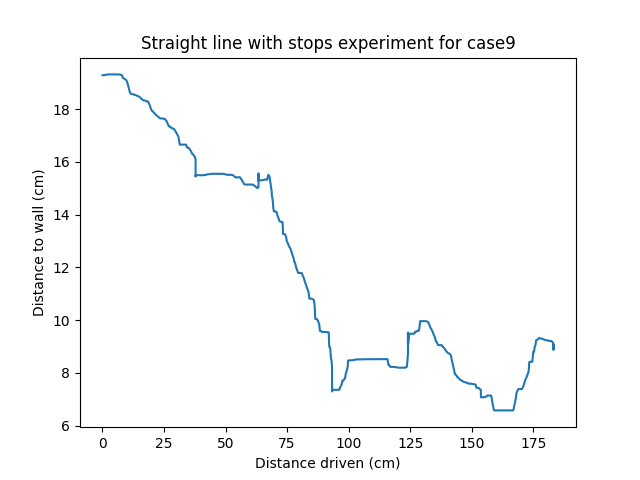 Straight line with stops experiment for case9
Distance to wall (cm)
18
16
14
12
10
8
6
0 25 50 75 100 125 150 175
Distance driven (cm)